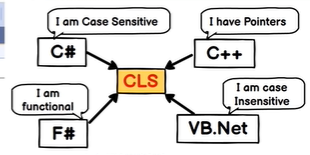 I am Case Sensitive
I have Pointers
C#
C++
CLS
I am
functional
I am case
Insensitive
F#
VB.Net